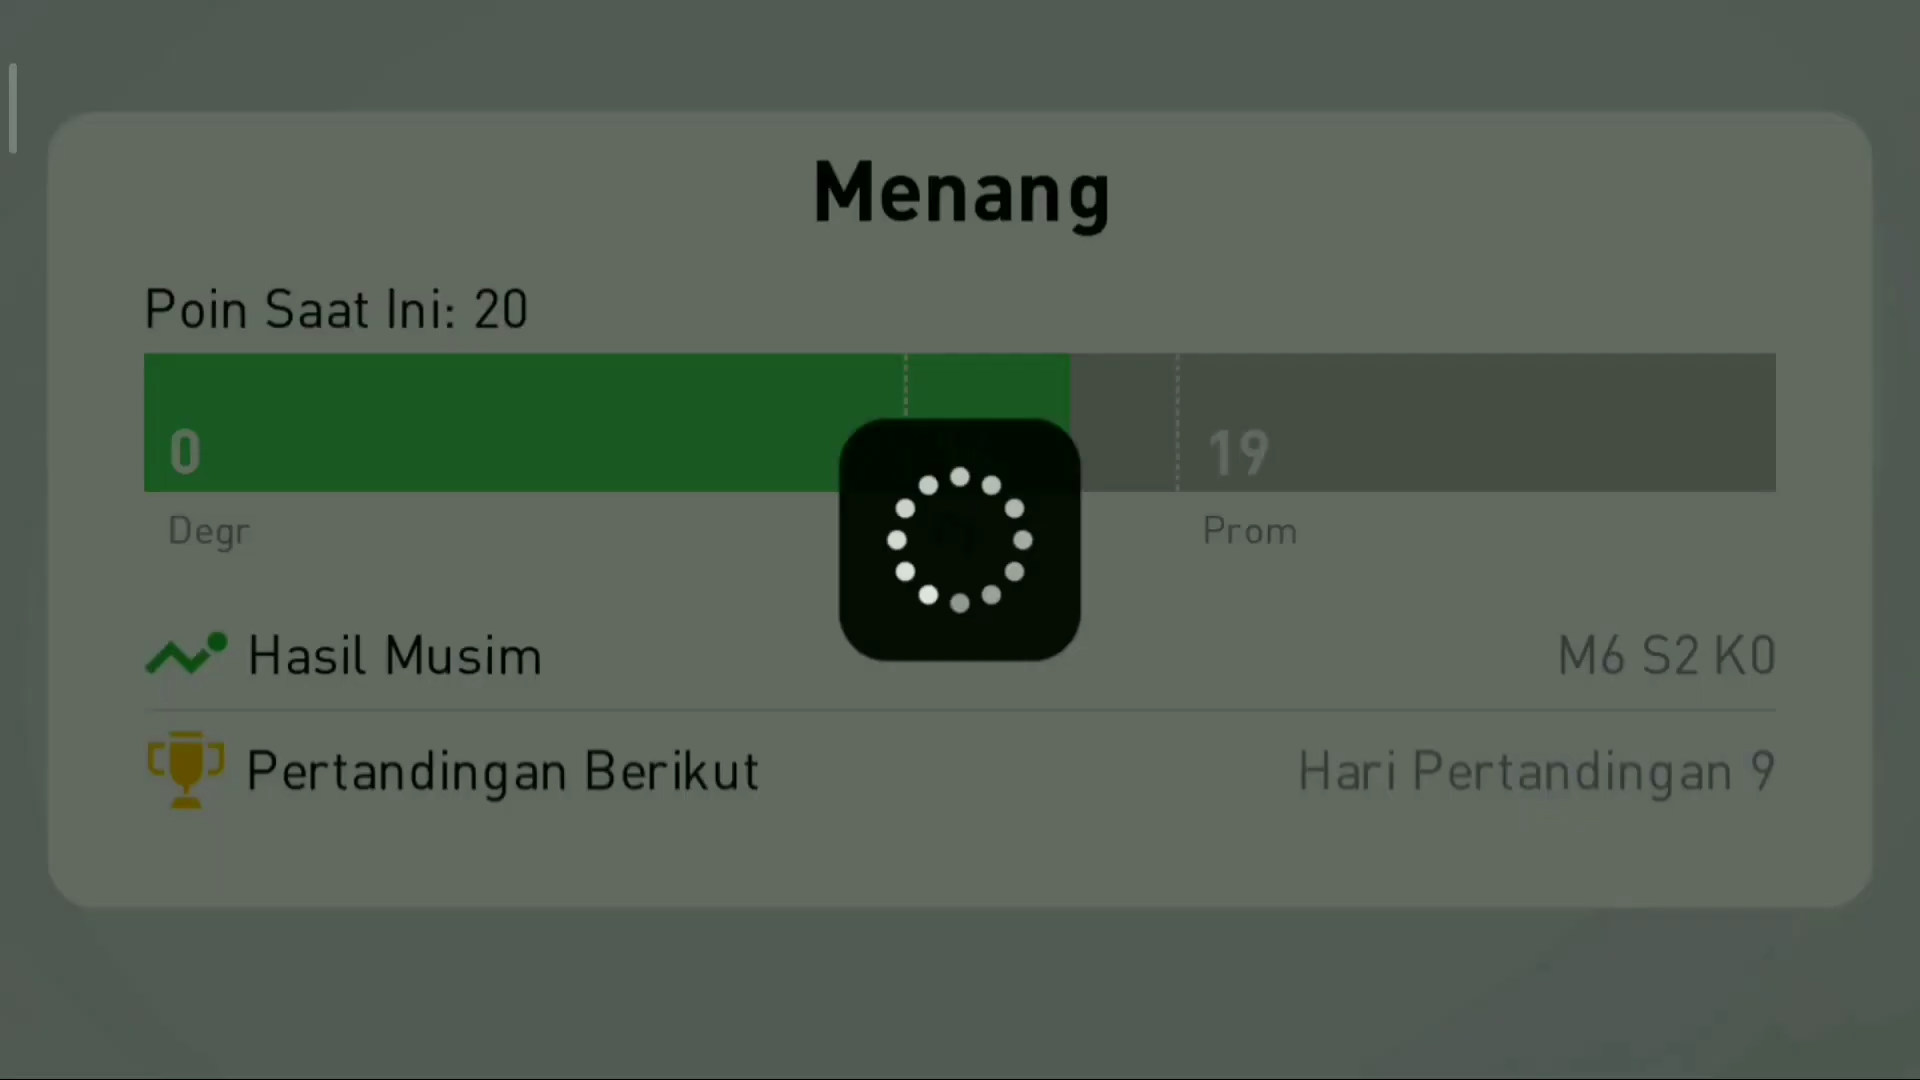 Menang
Poin Saat Ini: 20
0
19
Degr
Prom
Hasil Musim
M6 S2 K0
Pertandingan Berikut
Hari Pertandingan 9